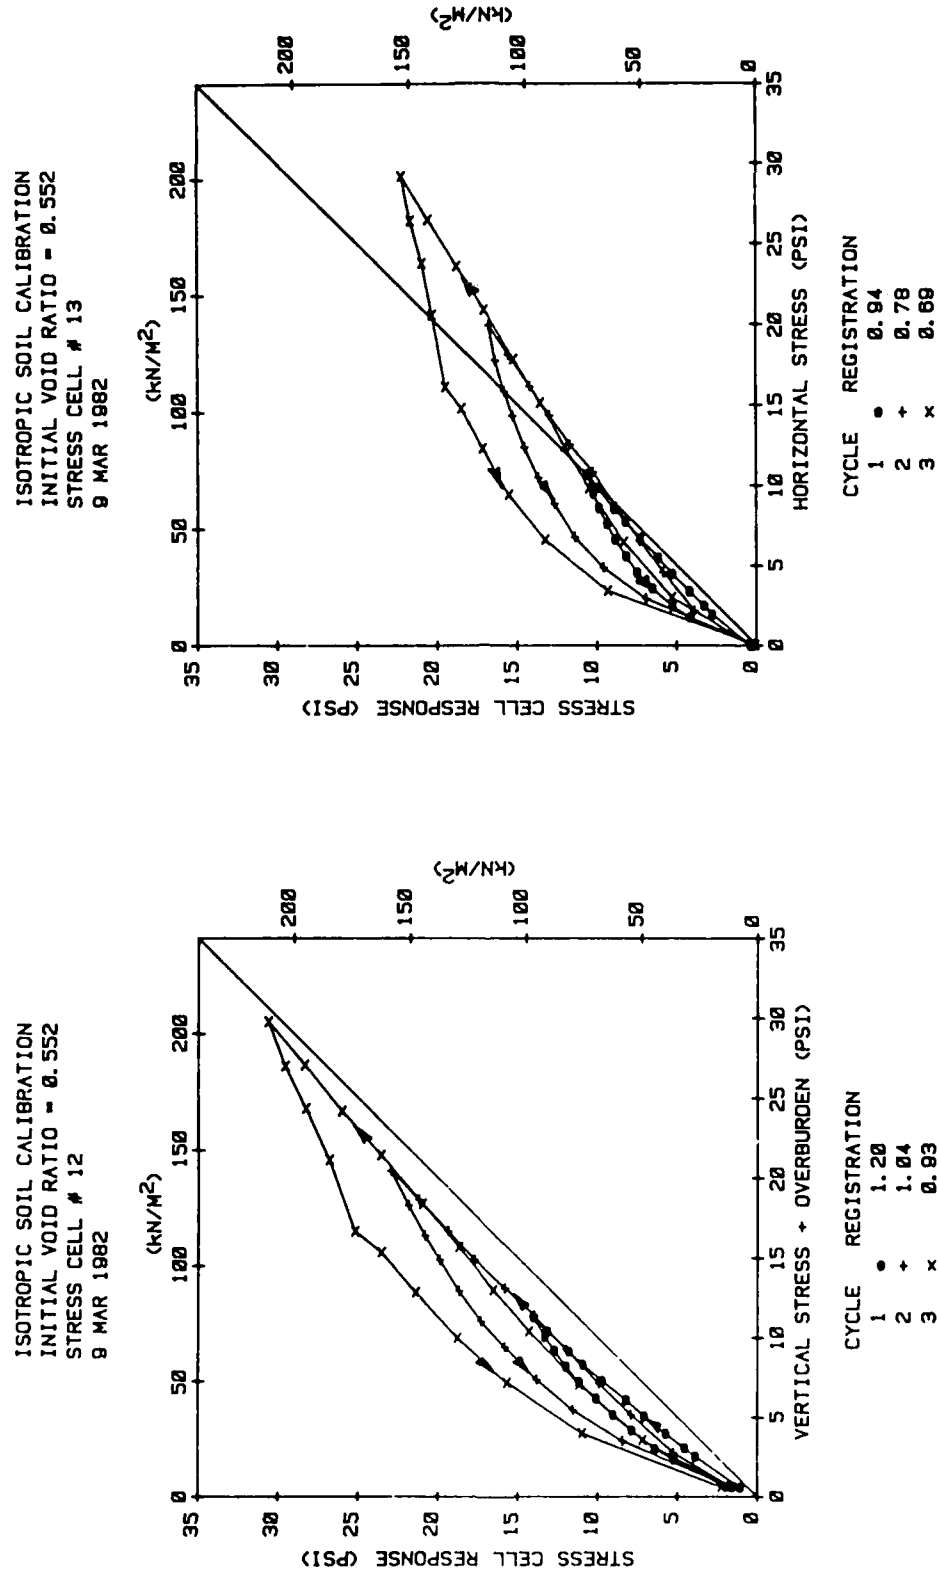 ISOTROPIC SOIL CALIBRATION
INITIAL VOID RATIO = 0.552
STRESS CELL # 12
9 MAR 1982
(kN/M²)
0 50 100 150 200
35
30
25
20
15
10
5
0
STRESS CELL RESPONSE (PSI)
200
150
100
50
0
(kN/M²)
0 5 10 15 20 25 30 35
VERTICAL STRESS + OVERBURDEN (PSI)
CYCLE REGISTRATION
1 1.20
2 + 1.04
3 x 0.93
ISOTROPIC SOIL CALIBRATION
INITIAL VOID RATIO = 0.552
STRESS CELL # 13
9 MAR 1982
(kN/M²)
0 50 100 150 200
35
30
25
20
15
10
5
0
STRESS CELL RESPONSE (PSI)
200
150
100
50
0
(kN/M²)
0 5 10 15 20 25 30 35
HORIZONTAL STRESS (PSI)
CYCLE REGISTRATION
1 0.94
2 + 0.78
3 x 0.69